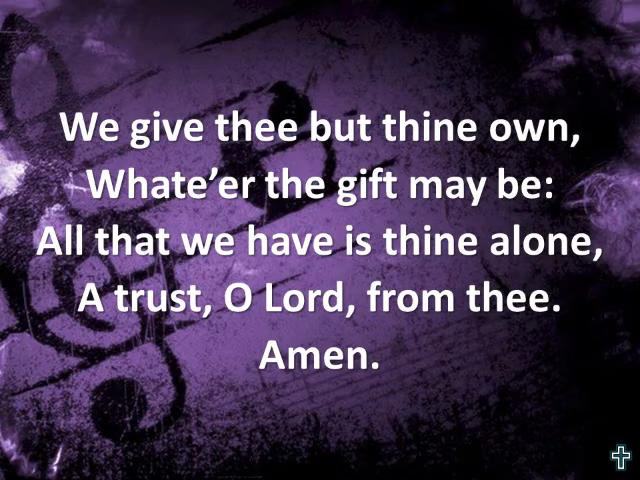 We give thee but thine own,
Whate’er the gift may be:
All that we have is thine alone,
A trust, O Lord, from thee.
Amen.